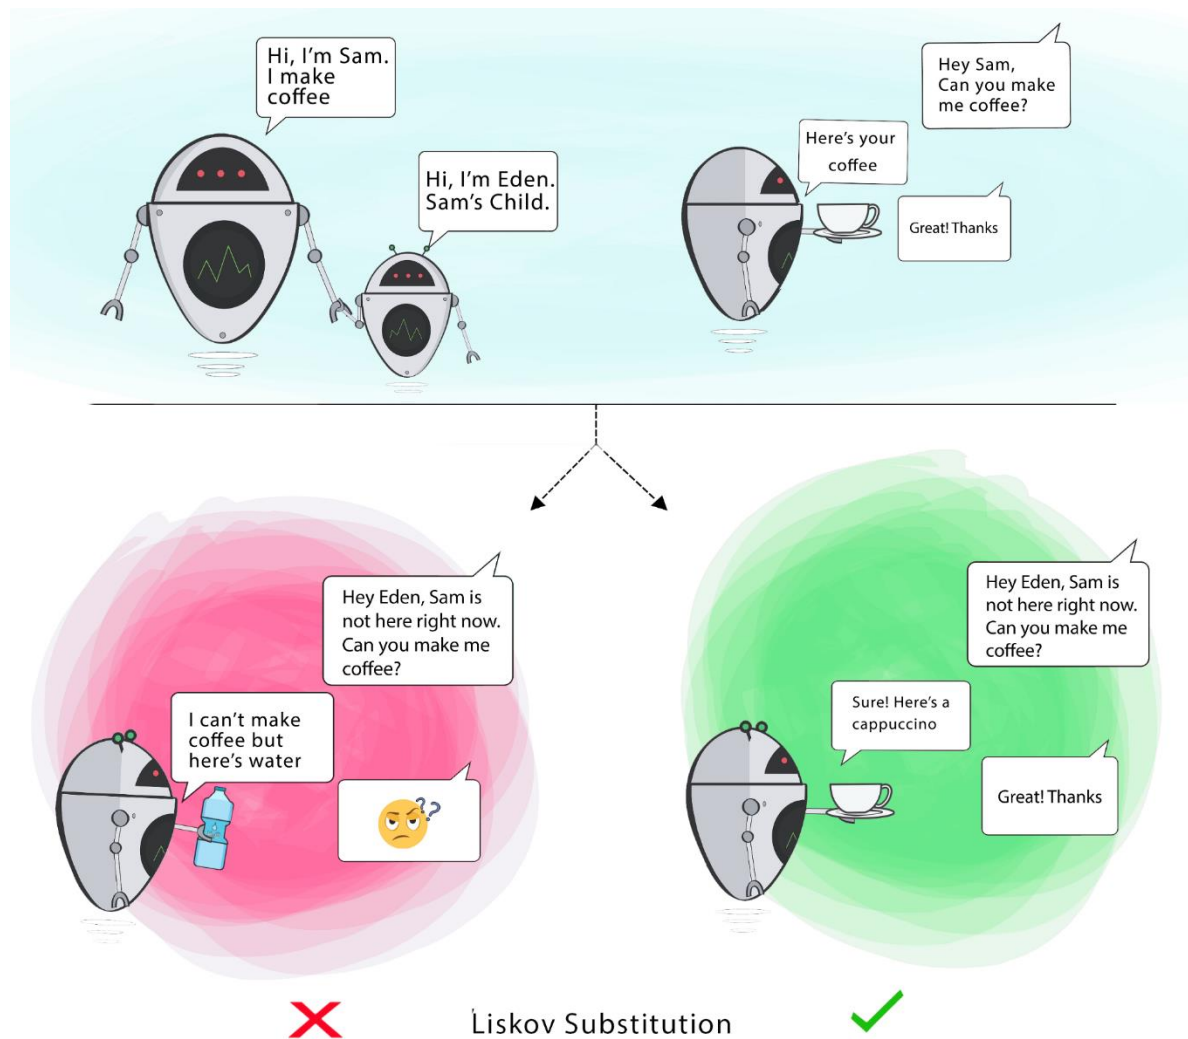 Hi, I'm Sam.
I make
coffee
Hi, I'm Eden.
Sam's Child.
Hey Sam,
Can you make
me coffee?
Here's your
coffee
Great! Thanks
Hey Eden, Sam is
not here right now.
Can you make me
coffee?
I can't make
coffee but
here's water
??
Hey Eden, Sam is
not here right now.
Can you make me
coffee?
Sure! Here's a
cappuccino
Great! Thanks
Liskov Substitution